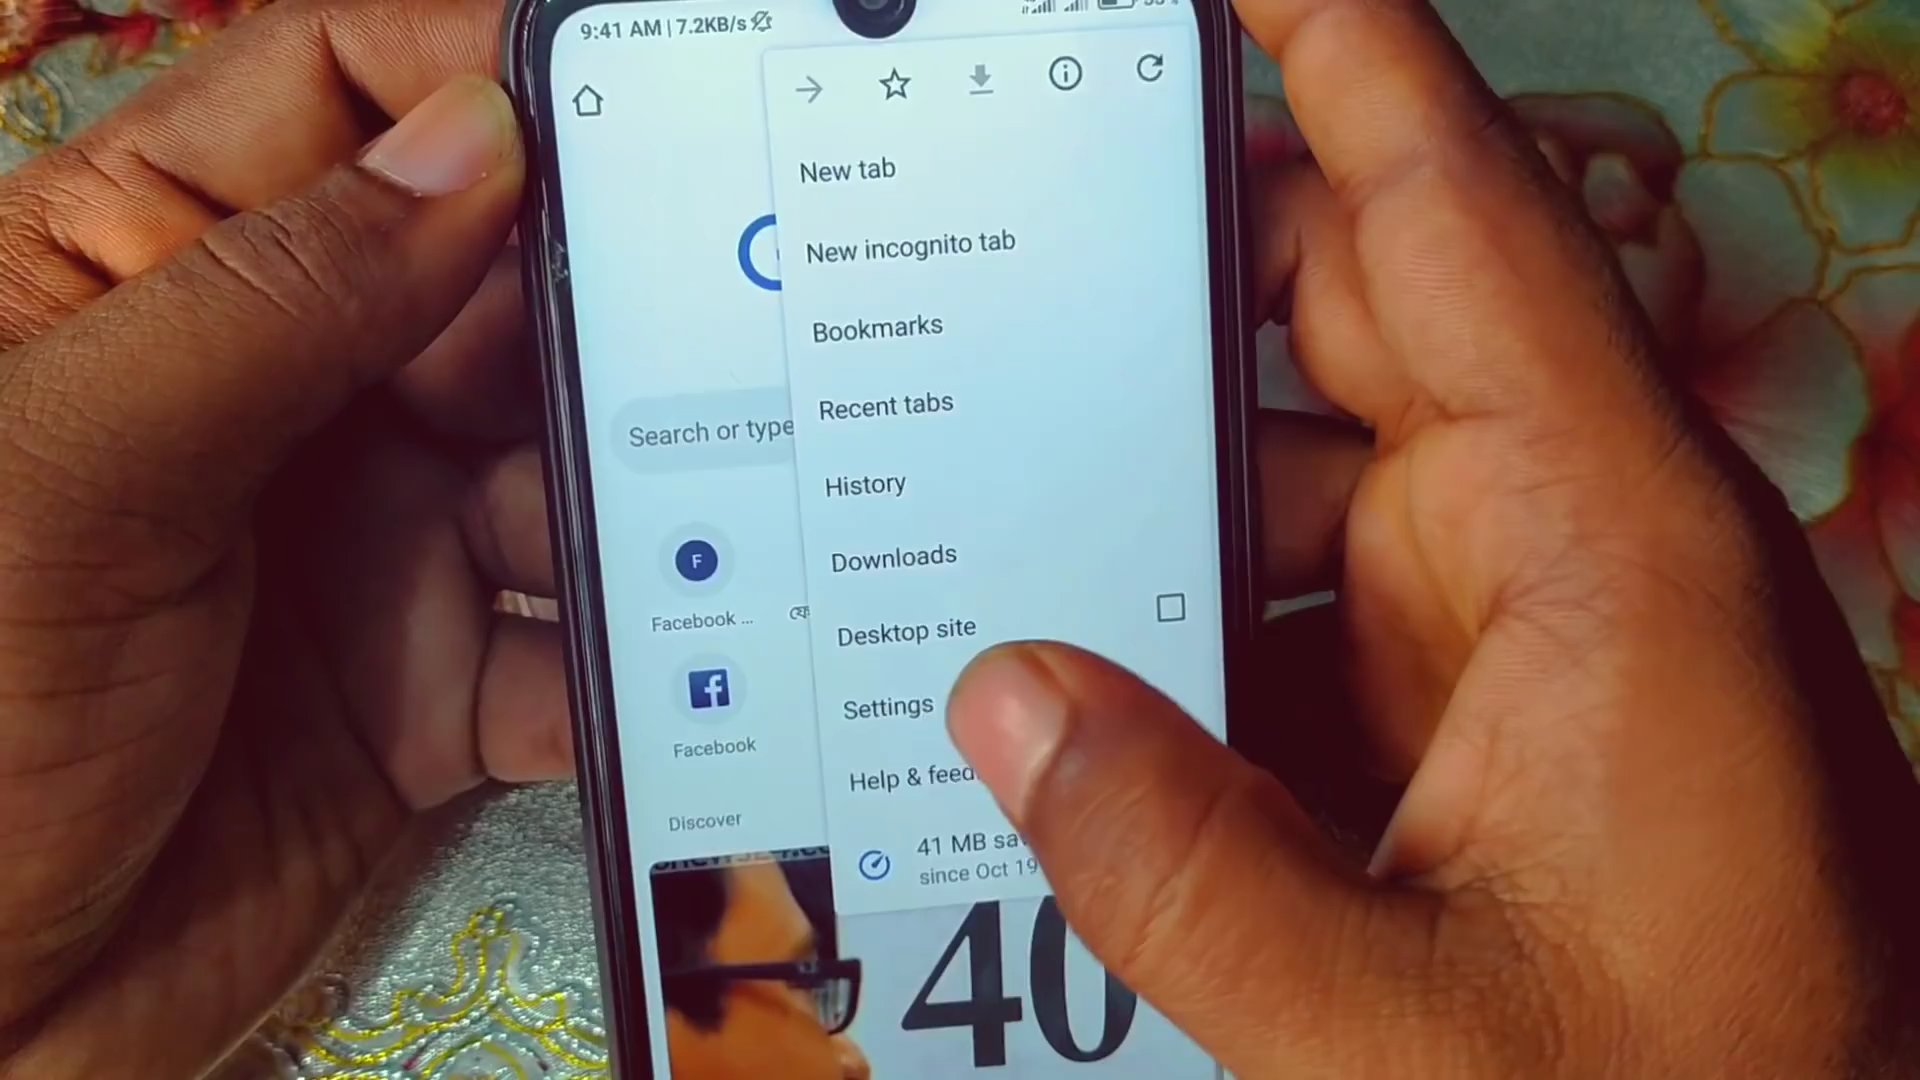 9:41 AM | 7.2KB/s
New tab
New incognito tab
Bookmarks
Recent tabs
History
Downloads
Desktop site
Settings
Help & feed
41 MB sa
since Oct 19
Search or type
F
Facebook ...
f
Facebook
Discover
40